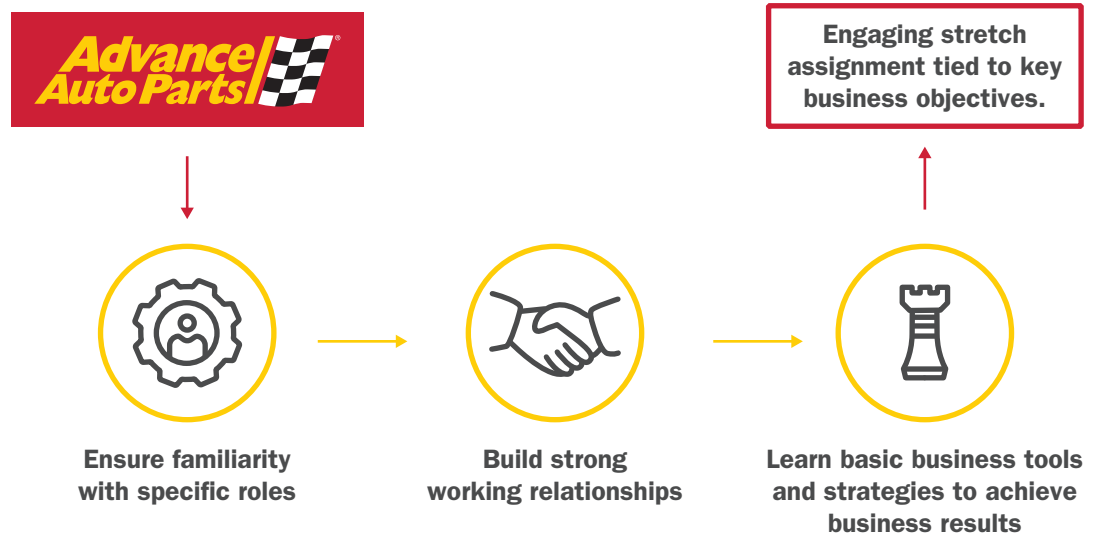 Advance
Auto Parts
®
Engaging stretch
assignment tied to key
business objectives.
Ensure familiarity
with specific roles
Build strong
working relationships
Learn basic business tools
and strategies to achieve
business results